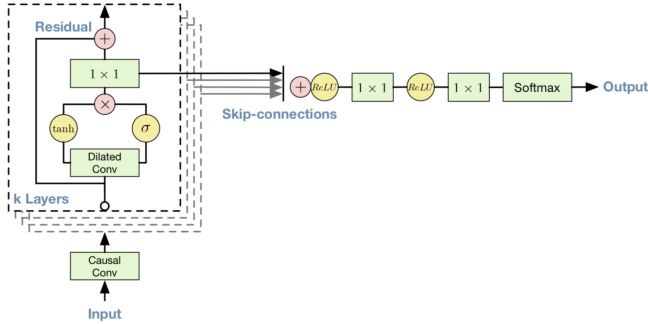 Residual
+
1 × 1
×
tanh
σ
Dilated
Conv
k Layers
Causal
Conv
Input
Skip-connections
+
ReLU
1 × 1
ReLU
1 × 1
Softmax
Output